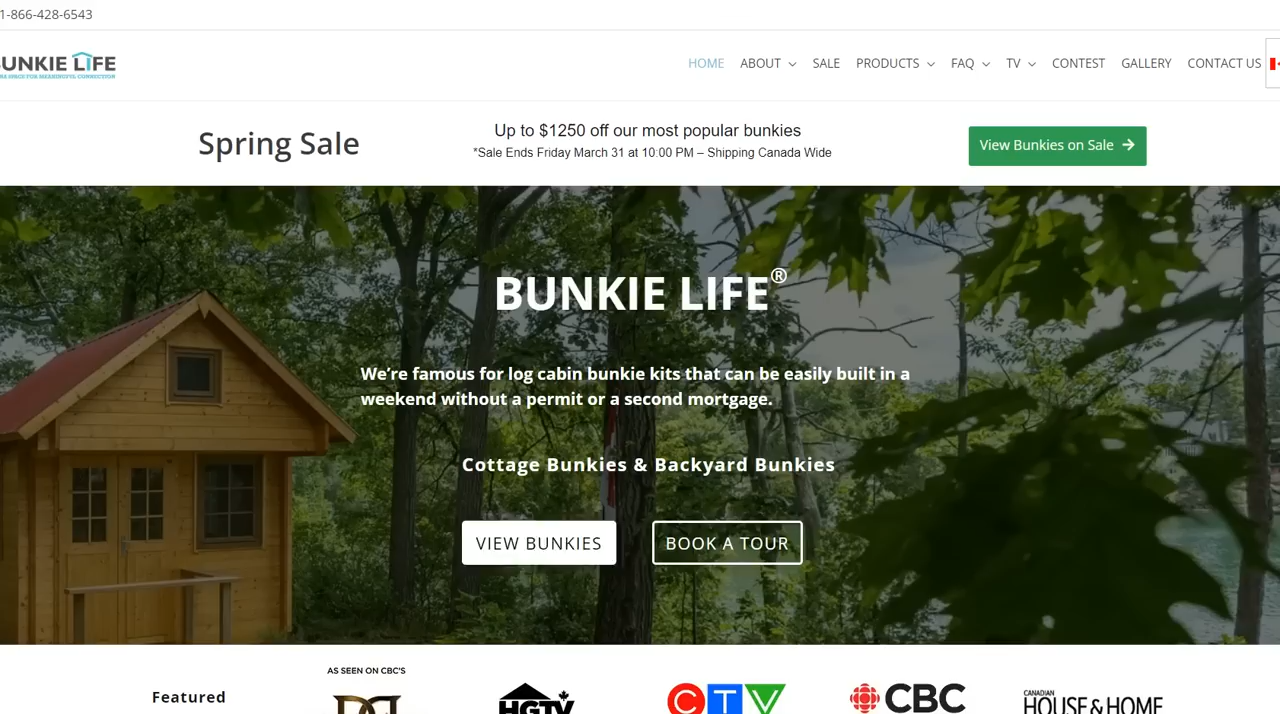 1-866-428-6543
BUNKIE LIFE
HOME ABOUT SALE PRODUCTS FAQ TV CONTEST GALLERY CONTACT US
Spring Sale
Up to $1250 off our most popular bunkies
*Sale Ends Friday March 31 at 10:00 PM – Shipping Canada Wide
View Bunkies on Sale →
BUNKIE LIFE®
We’re famous for log cabin bunkie kits that can be easily built in a
weekend without a permit or a second mortgage.
Cottage Bunkies & Backyard Bunkies
VIEW BUNKIES BOOK A TOUR
AS SEEN ON CBC'S
Featured
HGTV
CTV
CBC
CANADIAN
HOUSE & HOME